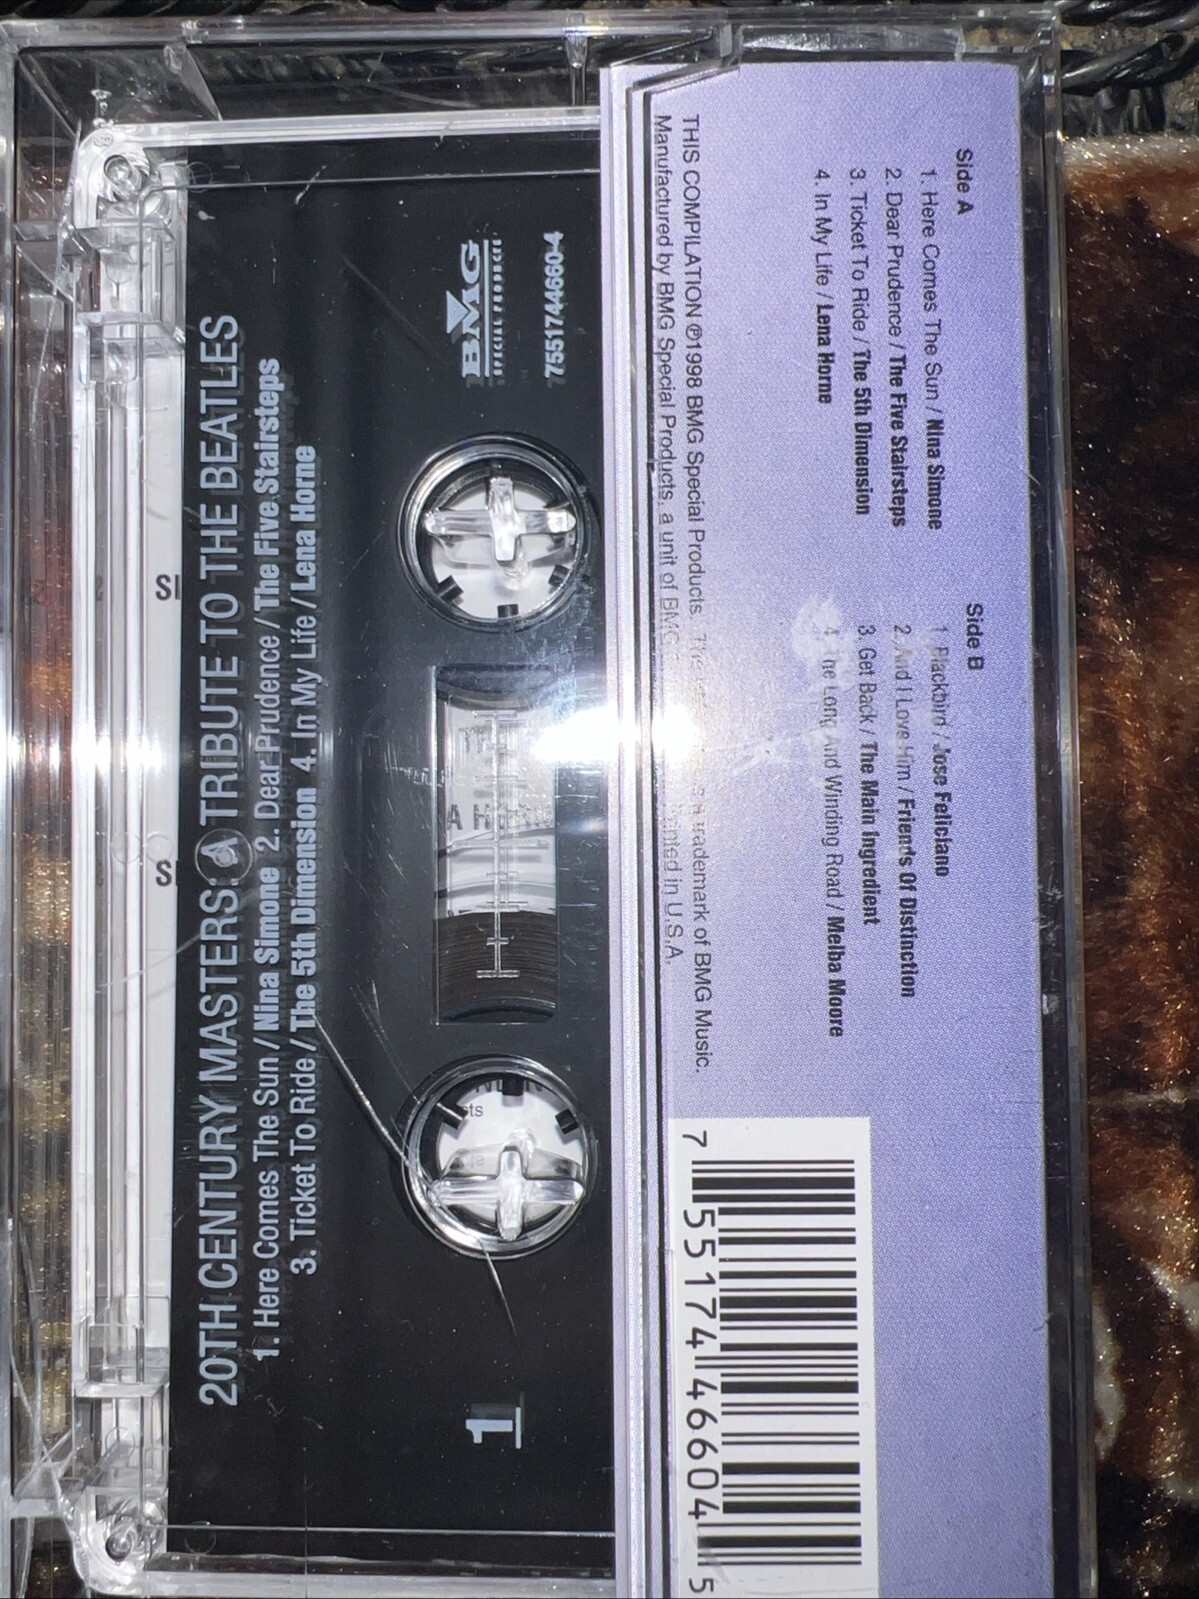 Side A
1. Here Comes The Sun / Nina Simone
2. Dear Prudence / The Five Stairsteps
3. Ticket To Ride / The 5th Dimension
4. In My Life / Lena Horne
Side B
1. Blackbird / Jose Feliciano
2. And I Love Him / Friends Of Distinction
3. Get Back / The Main Ingredient
4. The Long And Winding Road / Melba Moore
THIS COMPILATION ℗1998 BMG Special Products. The trademark of BMG Music.
Manufactured by BMG Special Products, a unit of BMG Printed in U.S.A.
7 55174 46604 5
BMG
SPECIAL PRODUCTS
755174466​0-4
20TH CENTURY MASTERS: A TRIBUTE TO THE BEATLES
1. Here Comes The Sun / Nina Simone 2. Dear Prudence / The Five Stairsteps
3. Ticket To Ride / The 5th Dimension 4. In My Life / Lena Horne
1